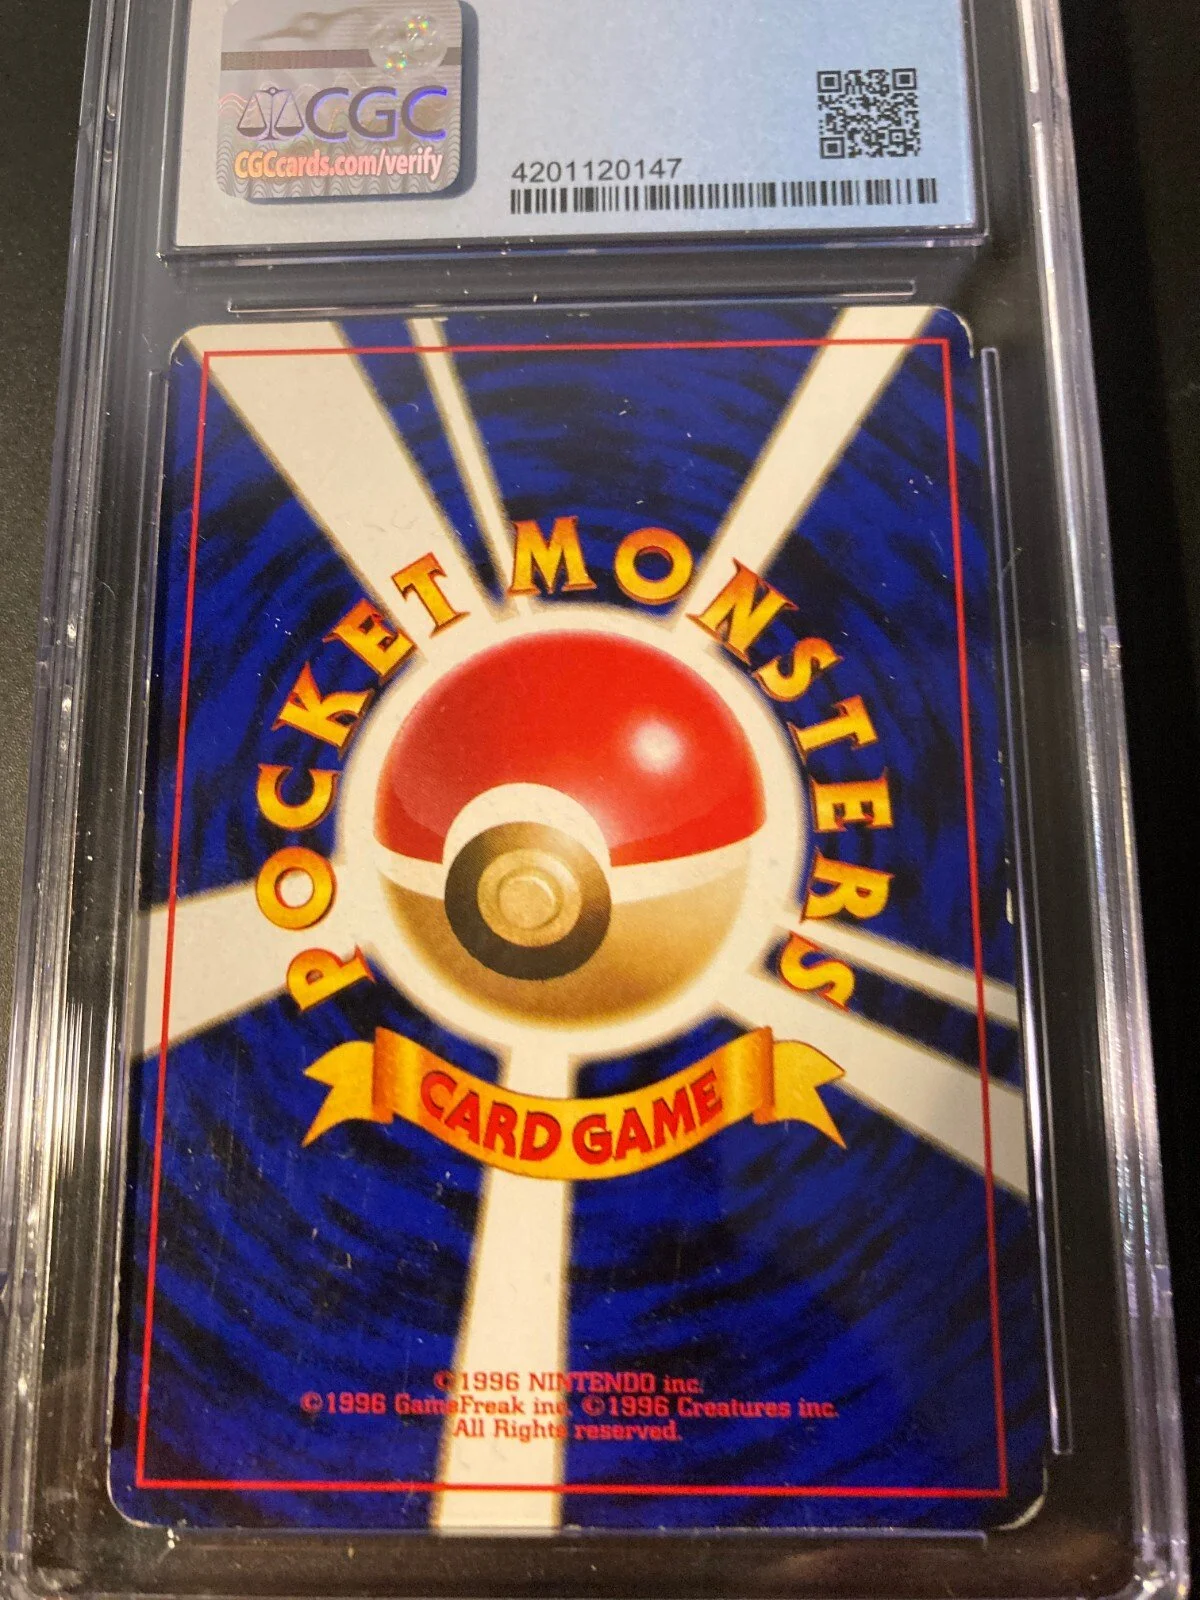 CGC
CGCcards.com/verify
4201120147
POCKET MONSTERS
CARD GAME
©1996 NINTENDO inc.
©1996 GameFreak inc. ©1996 Creatures inc.
All Rights reserved.